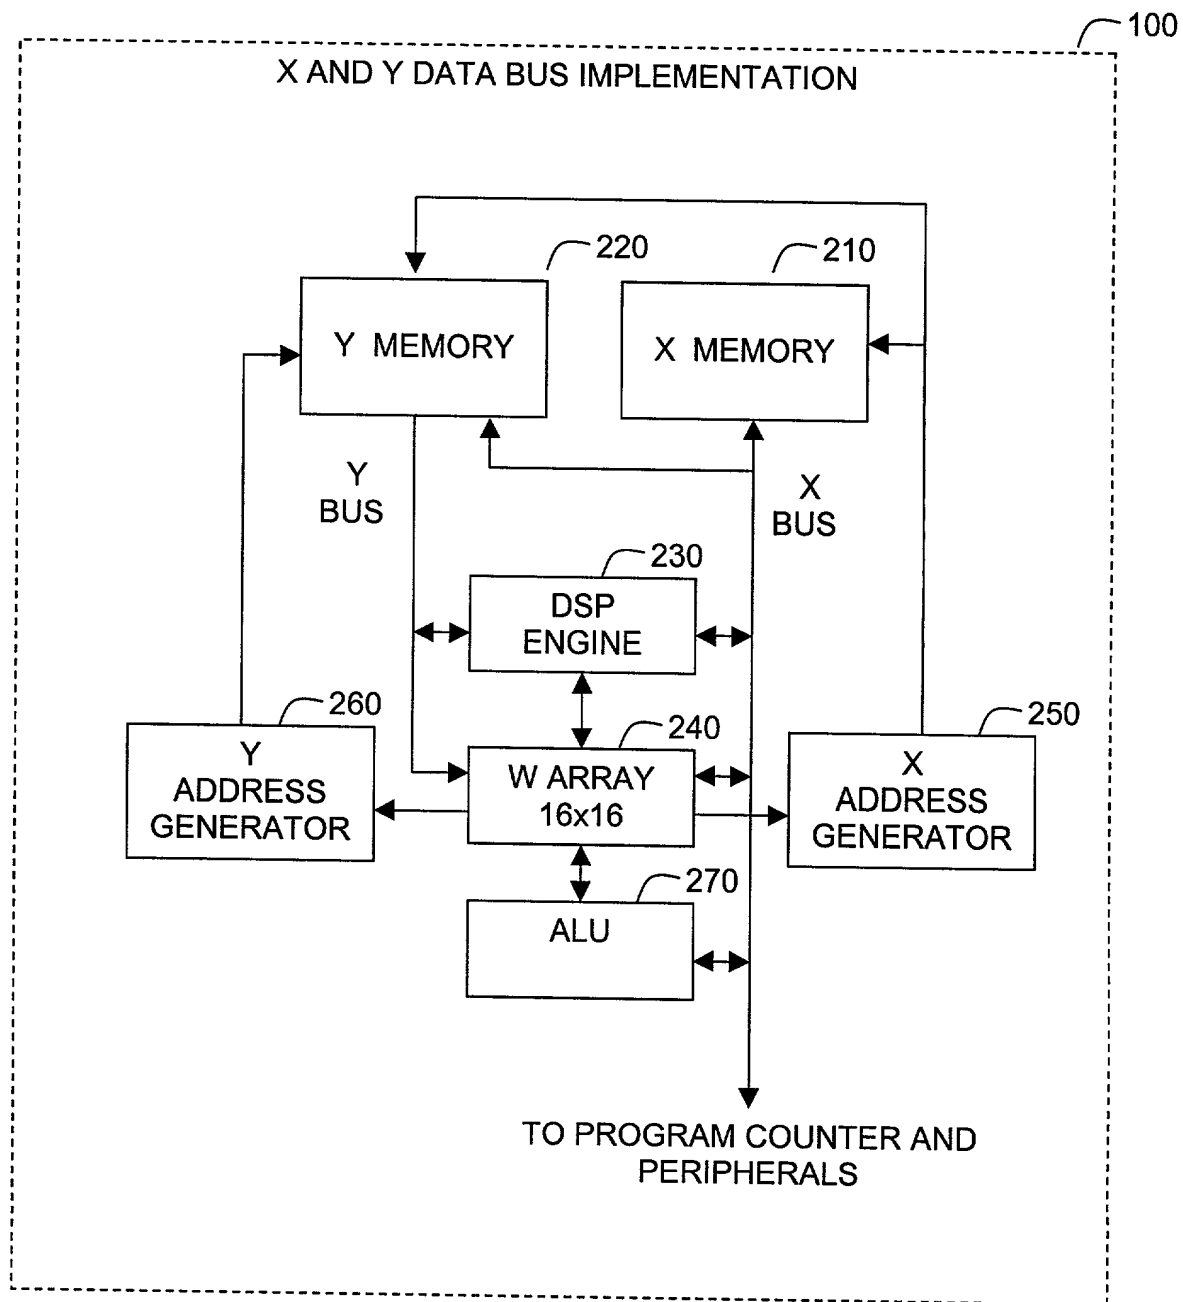 100
X AND Y DATA BUS IMPLEMENTATION
220
210
Y MEMORY
X MEMORY
Y
BUS
X
BUS
230
DSP
ENGINE
260
240
250
Y
ADDRESS
GENERATOR
W ARRAY
16x16
X
ADDRESS
GENERATOR
270
ALU
TO PROGRAM COUNTER AND
PERIPHERALS